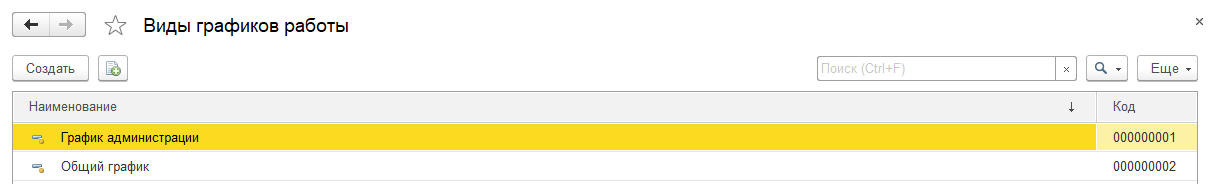 Виды графиков работы
Создать Поиск (Ctrl+F) Еще
Наименование Код
График администрации 000000001
Общий график 000000002